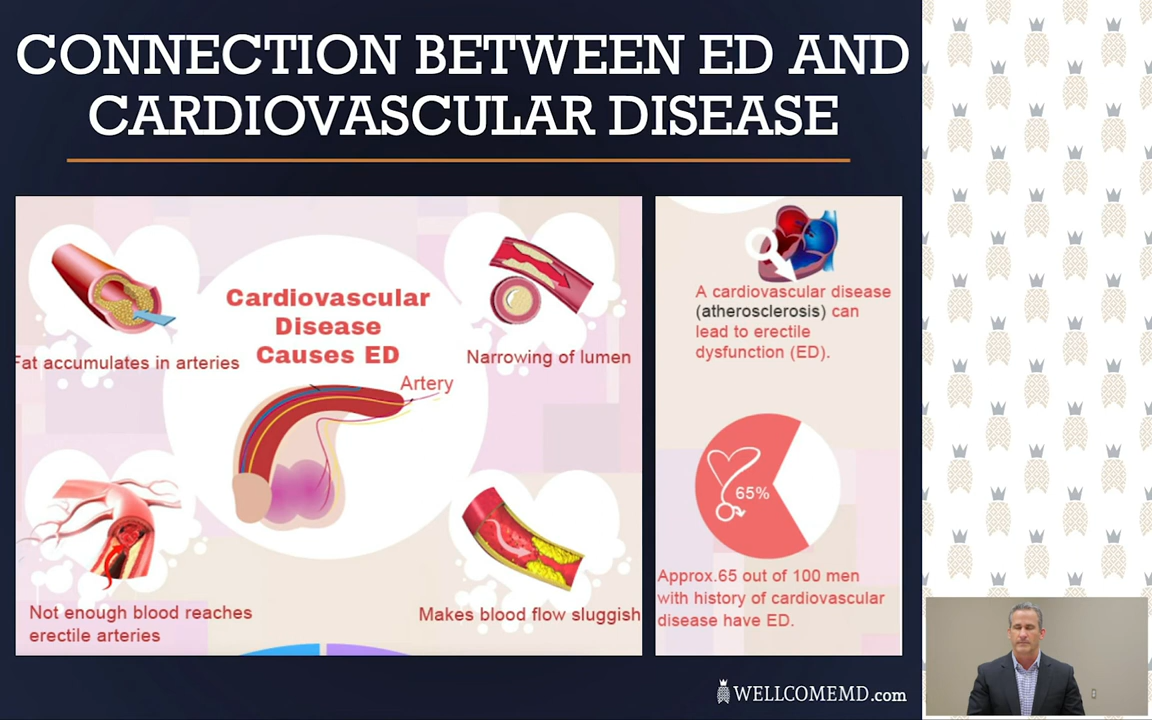 CONNECTION BETWEEN ED AND
CARDIOVASCULAR DISEASE
Cardiovascular
Disease
Causes ED
Artery
Fat accumulates in arteries
Narrowing of lumen
Not enough blood reaches
erectile arteries
Makes blood flow sluggish
A cardiovascular disease
(atherosclerosis) can
lead to erectile
dysfunction (ED).
65%
Approx.65 out of 100 men
with history of cardiovascular
disease have ED.
WELLCOMEMD.com